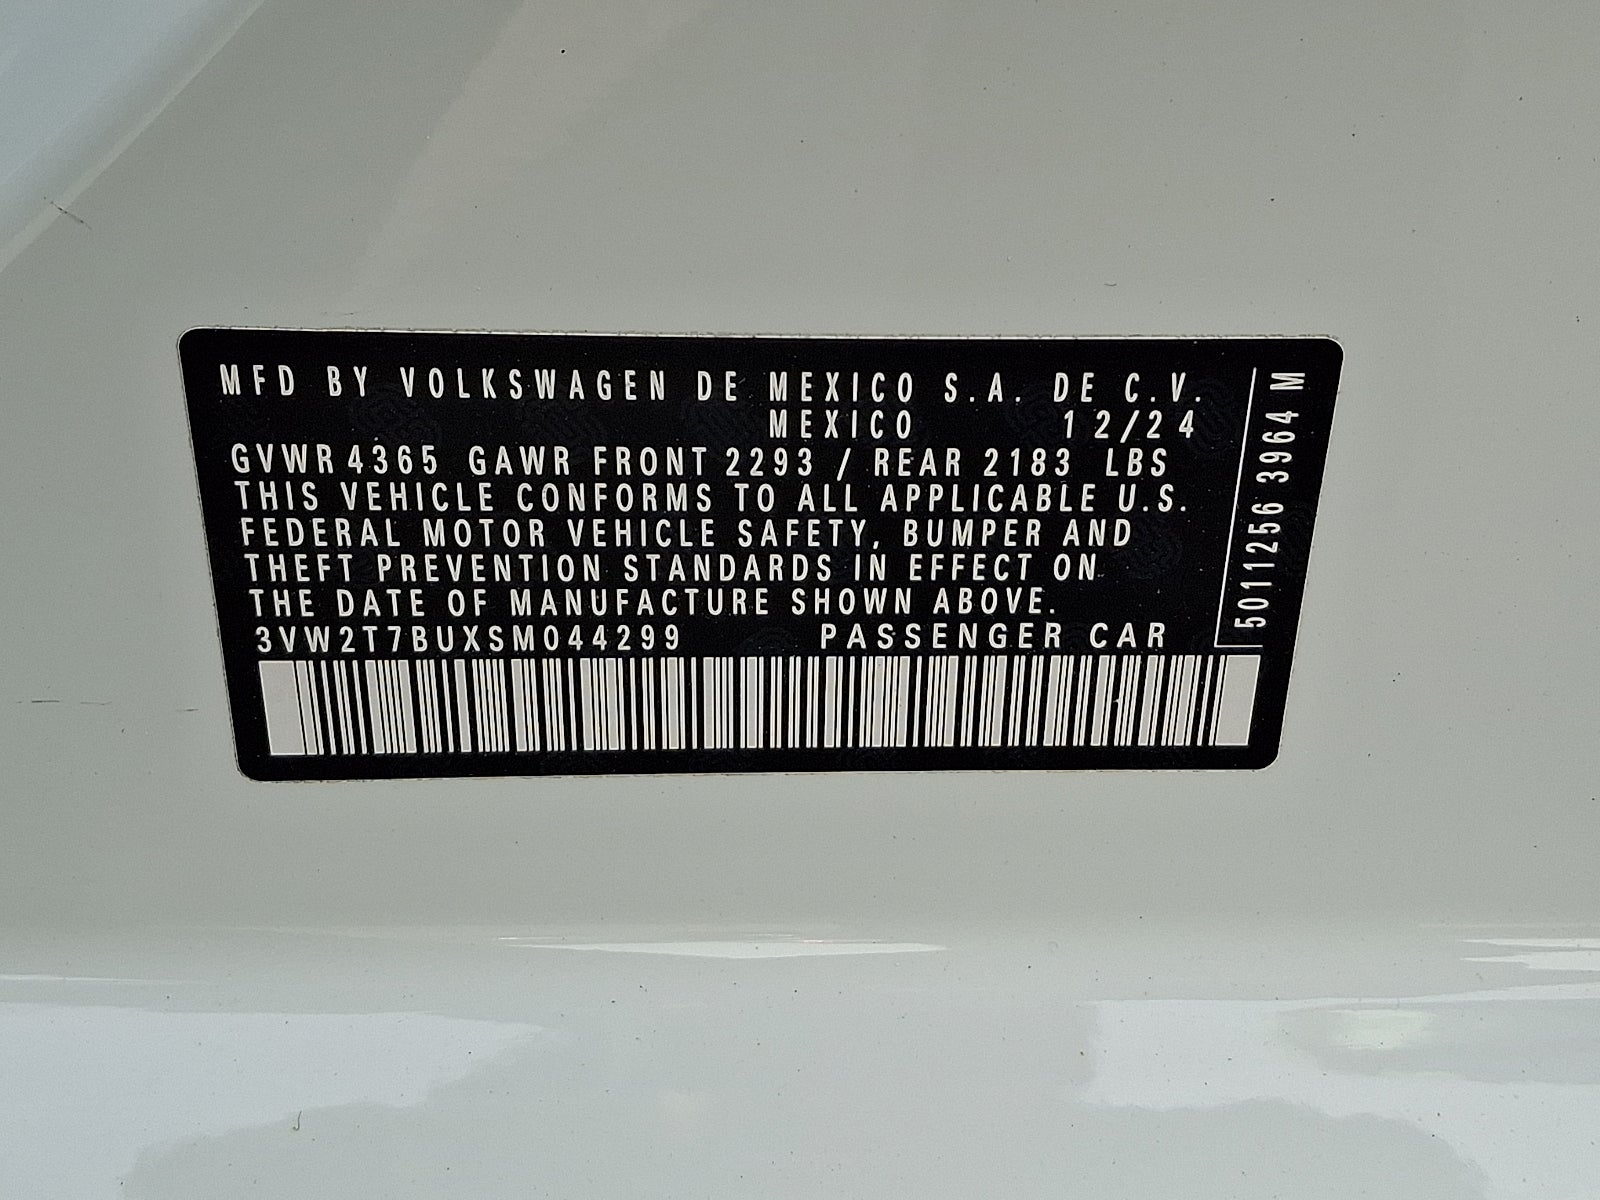 MFD BY VOLKSWAGEN DE MEXICO S.A. DE C.V.
MEXICO 12/24
GVWR 4365 GAWR FRONT 2293 / REAR 2183 LBS
THIS VEHICLE CONFORMS TO ALL APPLICABLE U.S.
FEDERAL MOTOR VEHICLE SAFETY, BUMPER AND
THEFT PREVENTION STANDARDS IN EFFECT ON
THE DATE OF MANUFACTURE SHOWN ABOVE.
3VW2T7BUXSM044299 PASSENGER CAR
5011256 3964 M